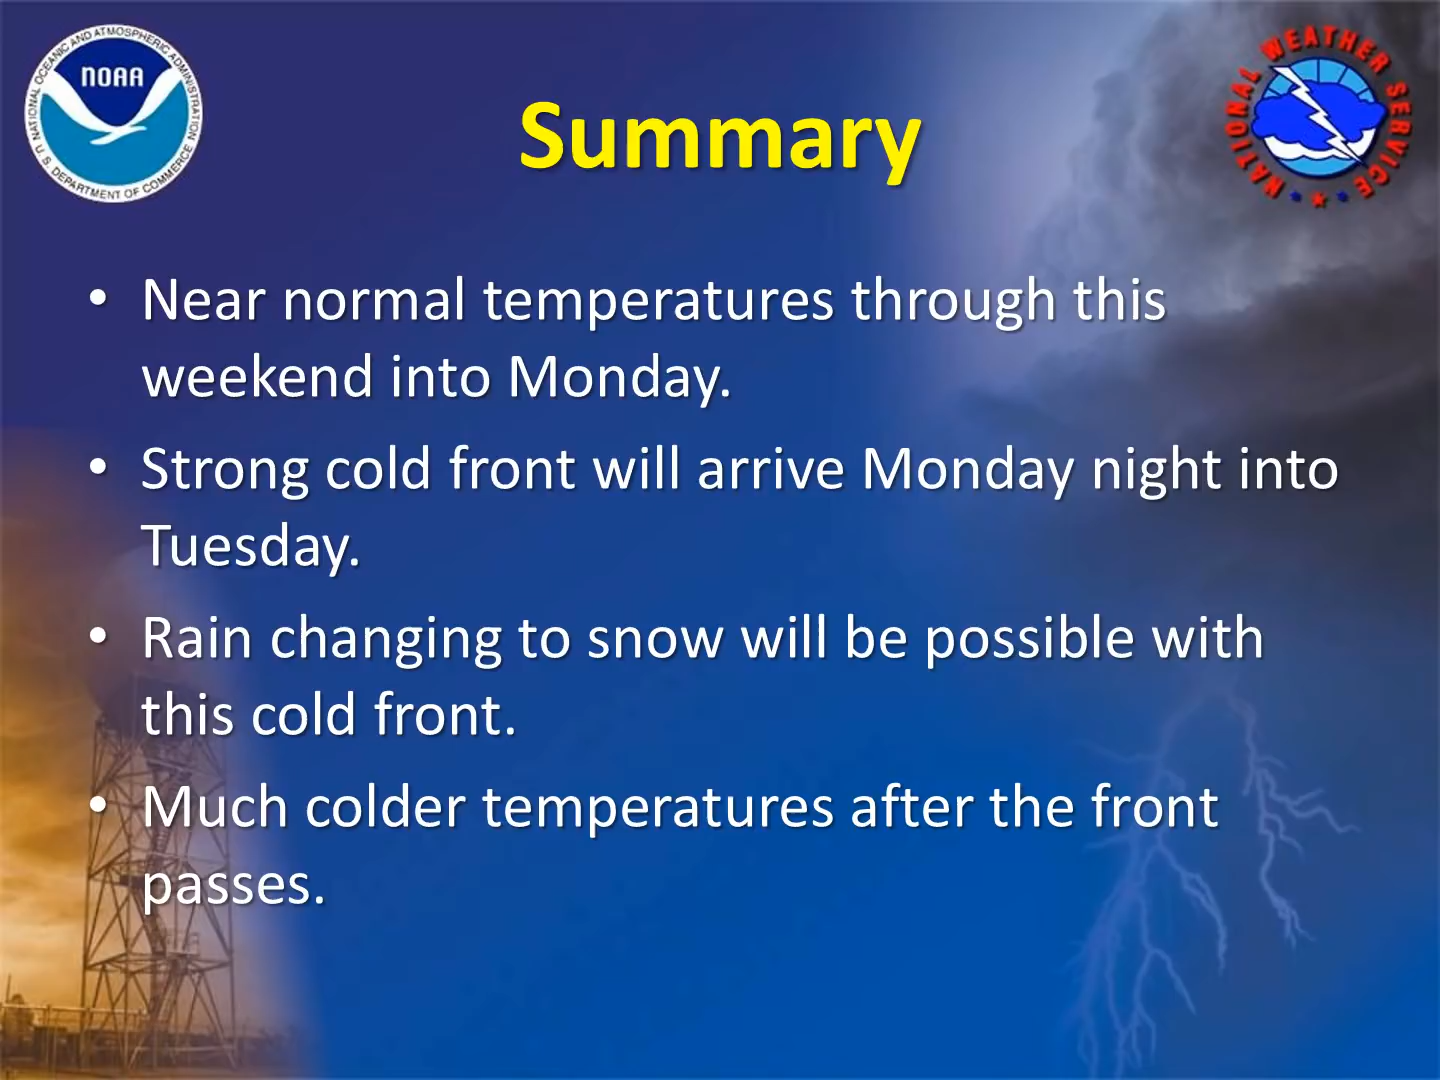 NATIONAL OCEANIC AND ATMOSPHERIC ADMINISTRATION
NOAA
U.S. DEPARTMENT OF COMMERCE
NATIONAL WEATHER SERVICE
Summary
• Near normal temperatures through this
weekend into Monday.
• Strong cold front will arrive Monday night into
Tuesday.
• Rain changing to snow will be possible with
this cold front.
• Much colder temperatures after the front
passes.